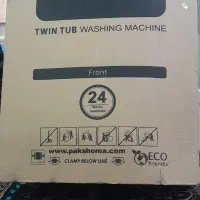 TWIN TUB WASHING MACHINE
Front
24
www.pakshoma.com
CLAMP BELOW LINE
ECO
Friendly